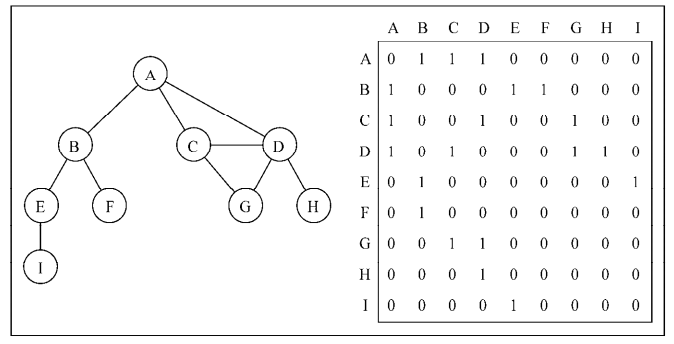 A
B
C
D
E
F
G
H
I
A B C D E F G H I
A 0 1 1 1 0 0 0 0 0
B 1 0 0 0 1 1 0 0 0
C 1 0 0 1 0 0 1 0 0
D 1 0 1 0 0 0 1 1 0
E 0 1 0 0 0 0 0 0 1
F 0 1 0 0 0 0 0 0 0
G 0 0 1 1 0 0 0 0 0
H 0 0 0 1 0 0 0 0 0
I 0 0 0 0 1 0 0 0 0